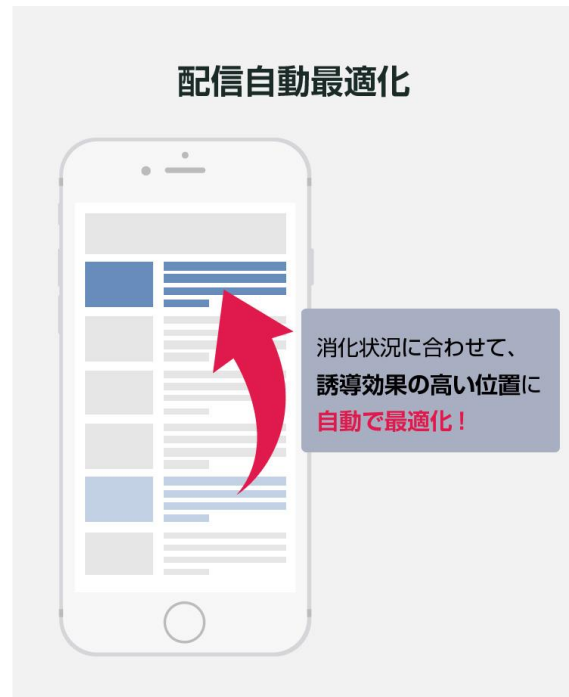 配信自動最適化
消化状況に合わせて、
誘導効果の高い位置に
自動で最適化！